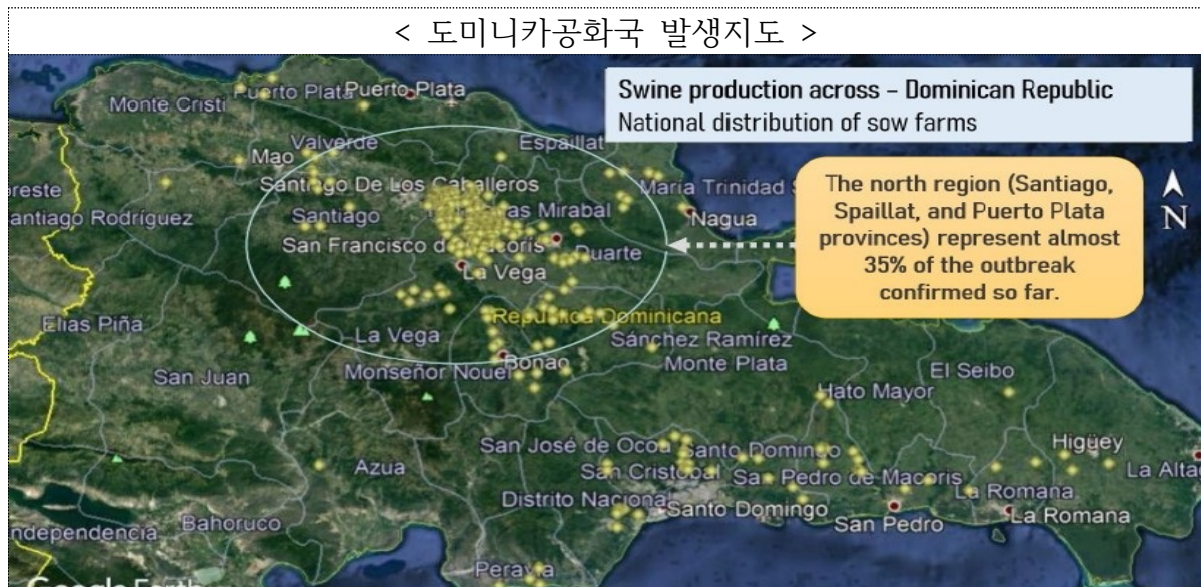 < 도미니카공화국 발생지도 >
Swine production across – Dominican Republic
National distribution of sow farms
The north region (Santiago,
Spaillat, and Puerto Plata
provinces) represent almost
35% of the outbreak
confirmed so far.
N
Puerto Plata
Puerto Plata
Monte Cristi
Valverde
Espaillat
Mao
Santiago De Los Caballeros
Maria Trinidad S
Santiago Rodríguez
Santiago
as Mirabal
Nagua
San Francisco d
acoris
Duarte
La Vega
Republica Dominicana
Elias Piña
La Vega
Sánchez Ramírez
Bonao
Monte Plata
San Juan
Monseñor Nouel
El Seibo
Hato Mayor
San José de Ocoa
Santo Domingo
Higüey
Azua
San Cristobal
San Pedro de Macoris
La Alta
La Romana
Distrito Nacional
Santo Domingo
San Pedro
La Romana
Independencia
Bahoruco
Peravia
Google Earth